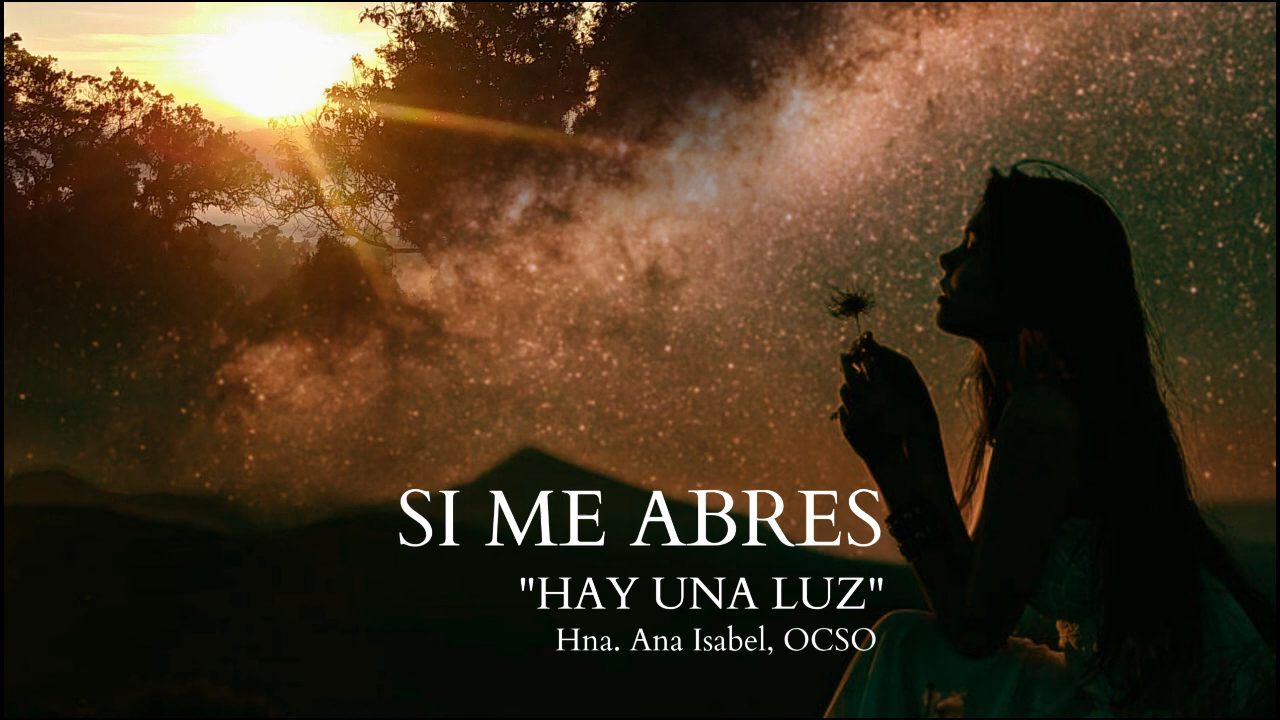 SI ME ABRES
"HAY UNA LUZ"
Hna. Ana Isabel, OCSO